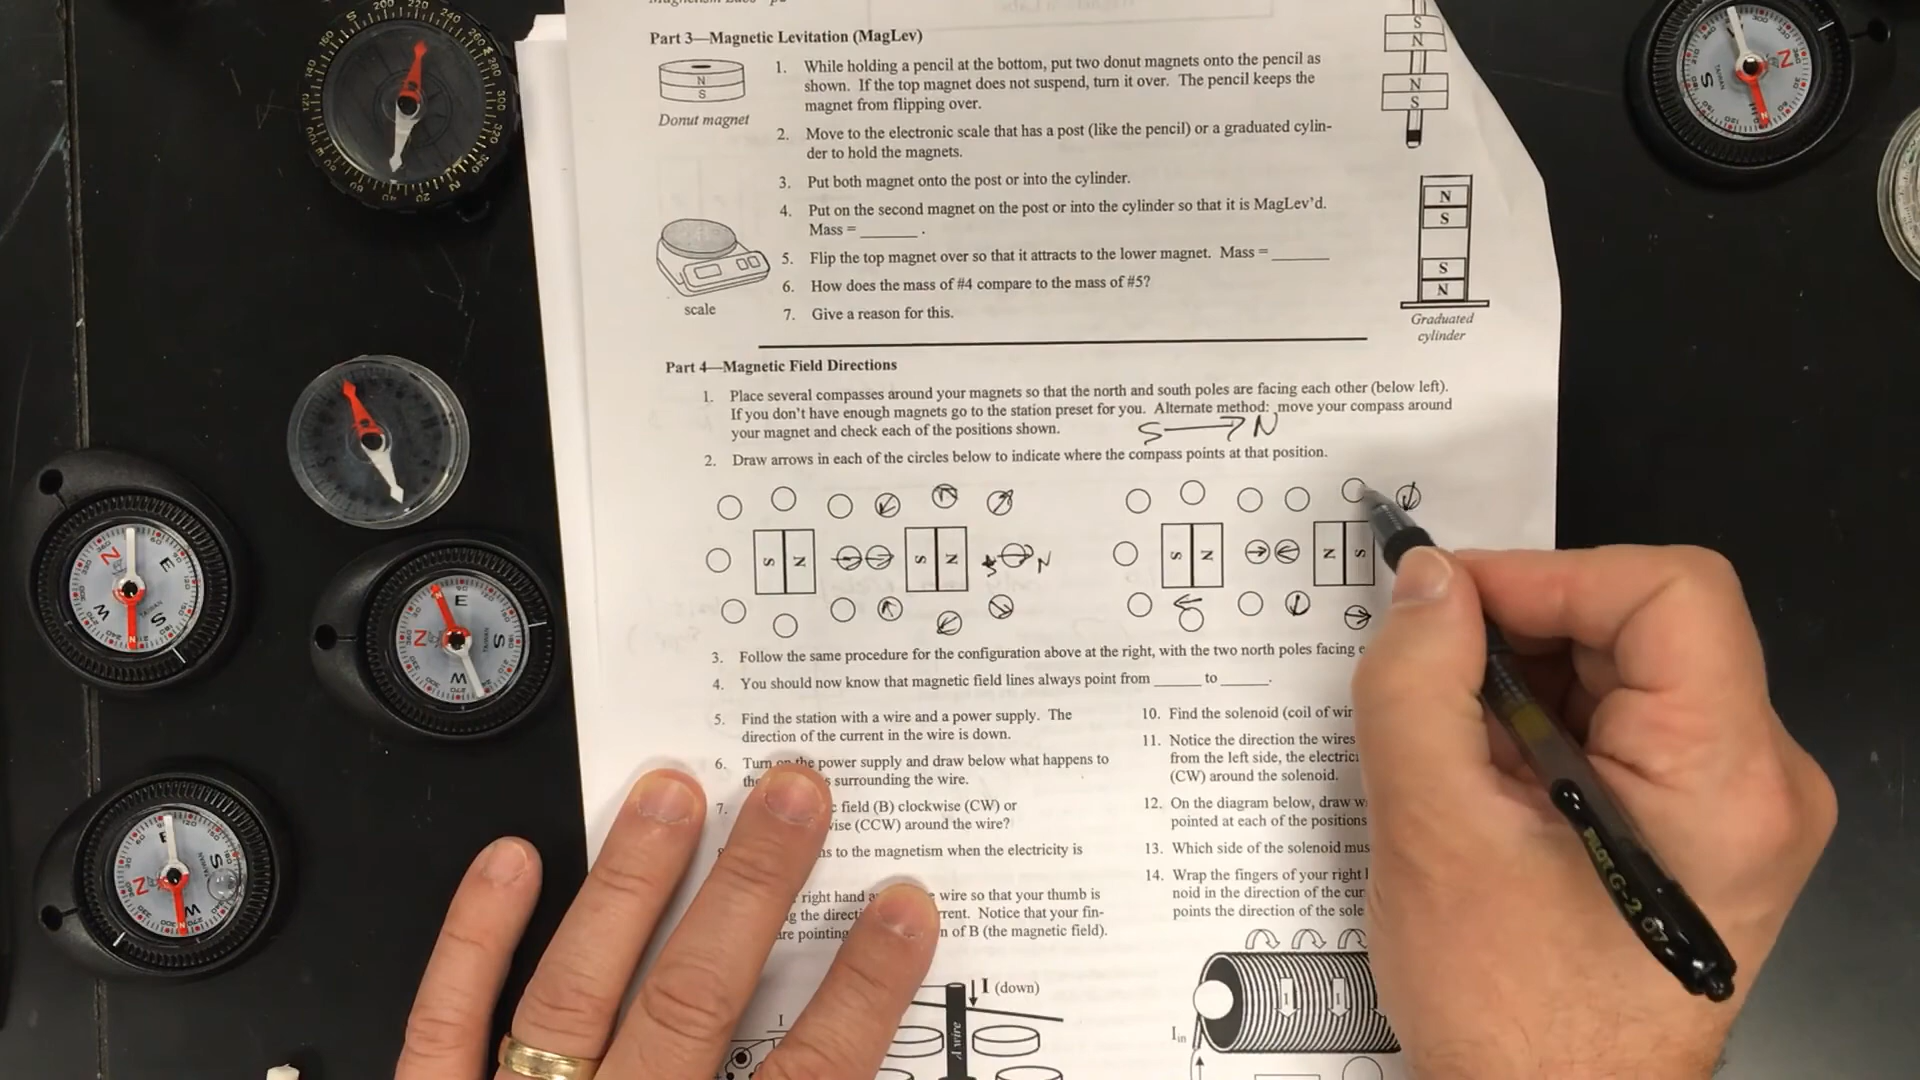 Part 3—Magnetic Levitation (MagLev)
N
S
Donut magnet
1. While holding a pencil at the bottom, put two donut magnets onto the pencil as
shown. If the top magnet does not suspend, turn it over. The pencil keeps the
magnet from flipping over.
2. Move to the electronic scale that has a post (like the pencil) or a graduated cylin-
der to hold the magnets.
3. Put both magnet onto the post or into the cylinder.
4. Put on the second magnet on the post or into the cylinder so that it is MagLev'd.
Mass = ______ .
5. Flip the top magnet over so that it attracts to the lower magnet. Mass = ______
6. How does the mass of #4 compare to the mass of #5?
7. Give a reason for this.
scale
S
N
N
S
N
S
S
N
Graduated
cylinder
Part 4—Magnetic Field Directions
1. Place several compasses around your magnets so that the north and south poles are facing each other (below left).
If you don't have enough magnets go to the station preset for you. Alternate method: move your compass around
your magnet and check each of the positions shown.
S → N
2. Draw arrows in each of the circles below to indicate where the compass points at that position.
S N S N N
S N N S
3. Follow the same procedure for the configuration above at the right, with the two north poles facing e
4. You should now know that magnetic field lines always point from _____ to _____.
5. Find the station with a wire and a power supply. The
direction of the current in the wire is down.
6. Turn on the power supply and draw below what happens to
the s surrounding the wire.
7. field (B) clockwise (CW) or
vise (CCW) around the wire?
ns to the magnetism when the electricity is
right hand wire so that your thumb is
g the directi rrent. Notice that your fin-
are pointing n of B (the magnetic field).
10. Find the solenoid (coil of wir
11. Notice the direction the wires
from the left side, the electrici
(CW) around the solenoid.
12. On the diagram below, draw w
pointed at each of the positions
13. Which side of the solenoid mus
14. Wrap the fingers of your right
noid in the direction of the cur
points the direction of the sole
I (down)
A wire
I
I I
Iin
PILOT G-2 07